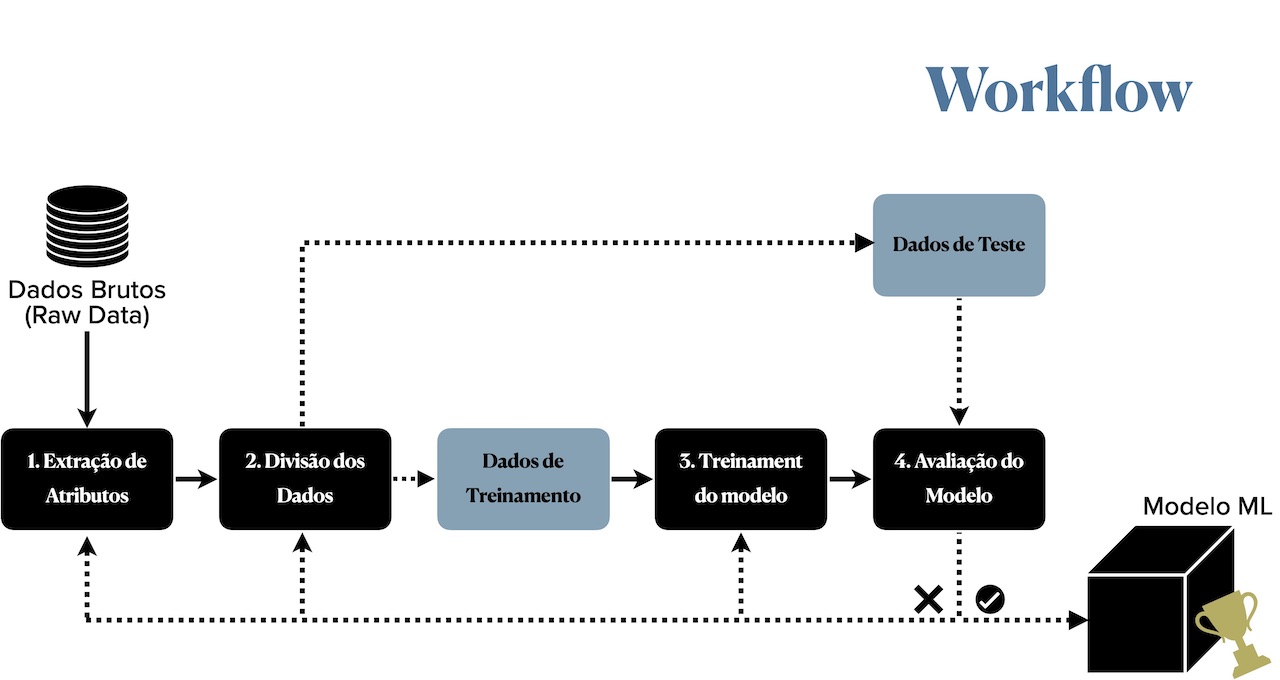 Workflow
Dados Brutos
(Raw Data)
Dados de Teste
1. Extração de
Atributos
2. Divisão dos
Dados
Dados de
Treinamento
3. Treinament
do modelo
4. Avaliação do
Modelo
Modelo ML